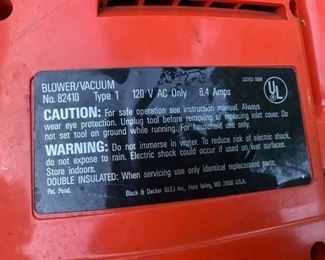 BLOWER/VACUUM
No. 82410 Type 1 120 V AC Only 8.4 Amps
LISTED
UL
CAUTION: For safe operation see instruction manual. Always
wear eye protection. Unplug tool before removing or replacing inlet cover. Do
not set tool on ground while running. For household use only.
WARNING: Do not immerse in water. To reduce risk of electric shock,
do not expose to rain. Electric shock could occur if used on wet surfaces.
Store indoors.
DOUBLE INSULATED: When servicing use only identical replacement parts.
Pat. Pend.
Black & Decker (U.S.) Inc., Hunt Valley, MD 21030 U.S.A.